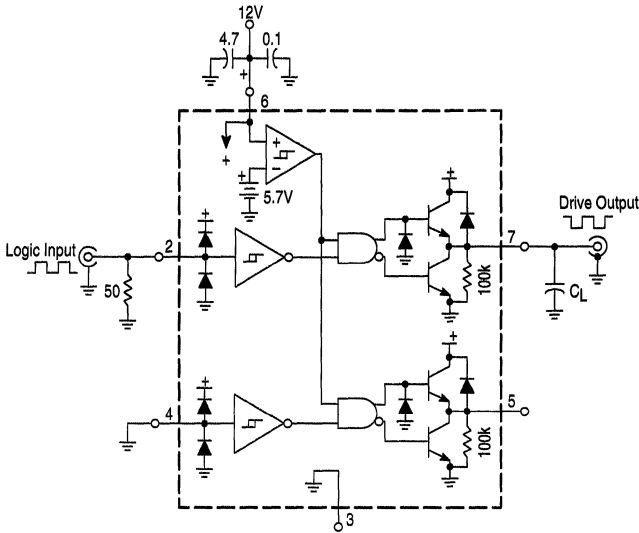 12V
4.7
0.1
+
6
+
+
-
+
5.7V
+
+
Drive Output
Logic Input
2
7
50
100k
CL
+
+
4
5
100k
3